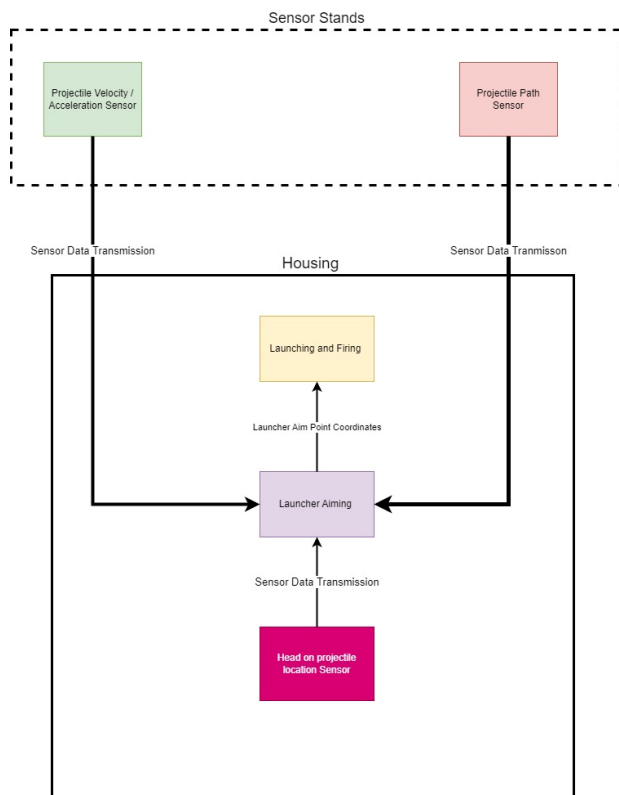 Sensor Stands
Projectile Velocity /
Acceleration Sensor
Projectile Path
Sensor
Sensor Data Transmission
Sensor Data Tranmisson
Housing
Launching and Firing
Launcher Aim Point Coordinates
Launcher Aiming
Sensor Data Transmission
Head on projectile
location Sensor